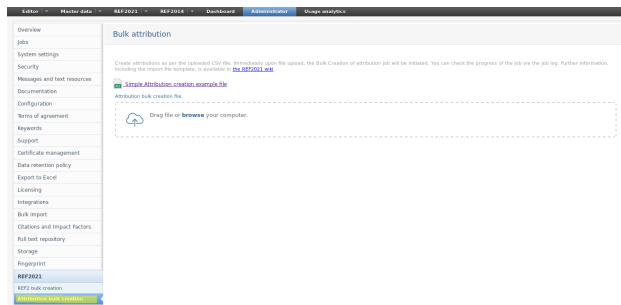 Editor
Master data
REF2021
REF2014
Dashboard
Administrator
Usage analytics
Overview
Jobs
System settings
Security
Messages and text resources
Documentation
Configuration
Terms of agreement
Keywords
Support
Certificate management
Data retention policy
Export to Excel
Licensing
Integrations
Bulk import
Citations and Impact Factors
Full text repository
Storage
Fingerprint
REF2021
REF2 bulk creation
Attribution bulk creation
Bulk attribution
Create attributions as per the uploaded CSV file. Immediately upon file upload, the Bulk Creation of attribution job will be initiated. You can check the progress of the job via the job log. Further information,
including the import file template, is available in the REF2021 wiki
Simple Attribution creation example file
Attribution bulk creation file.
Drag file or browse your computer.